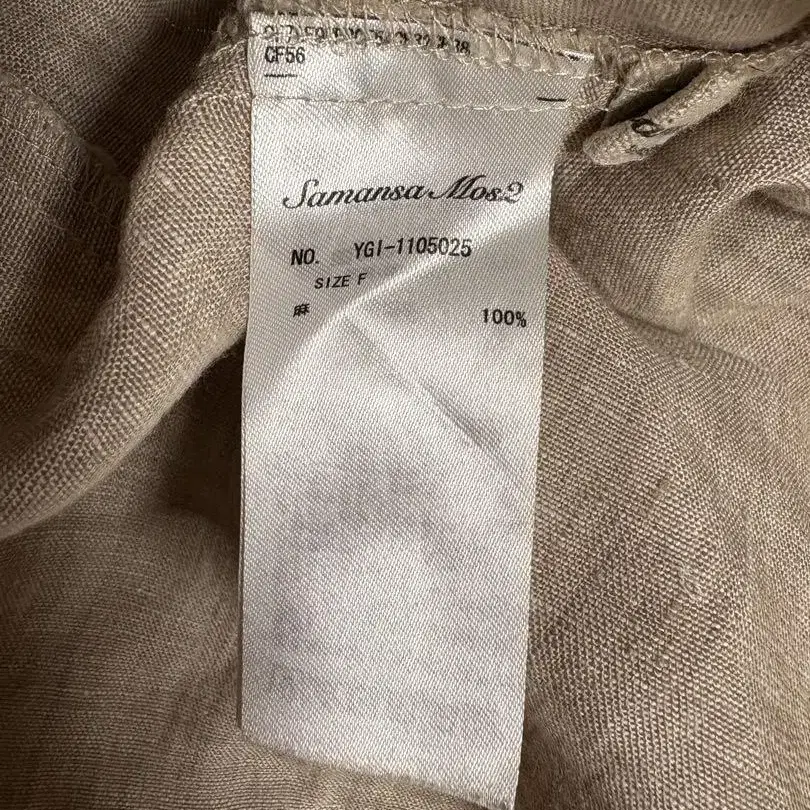 CF56
Samansa Mos2
NO. YGI-1105025
SIZE F
麻 100%